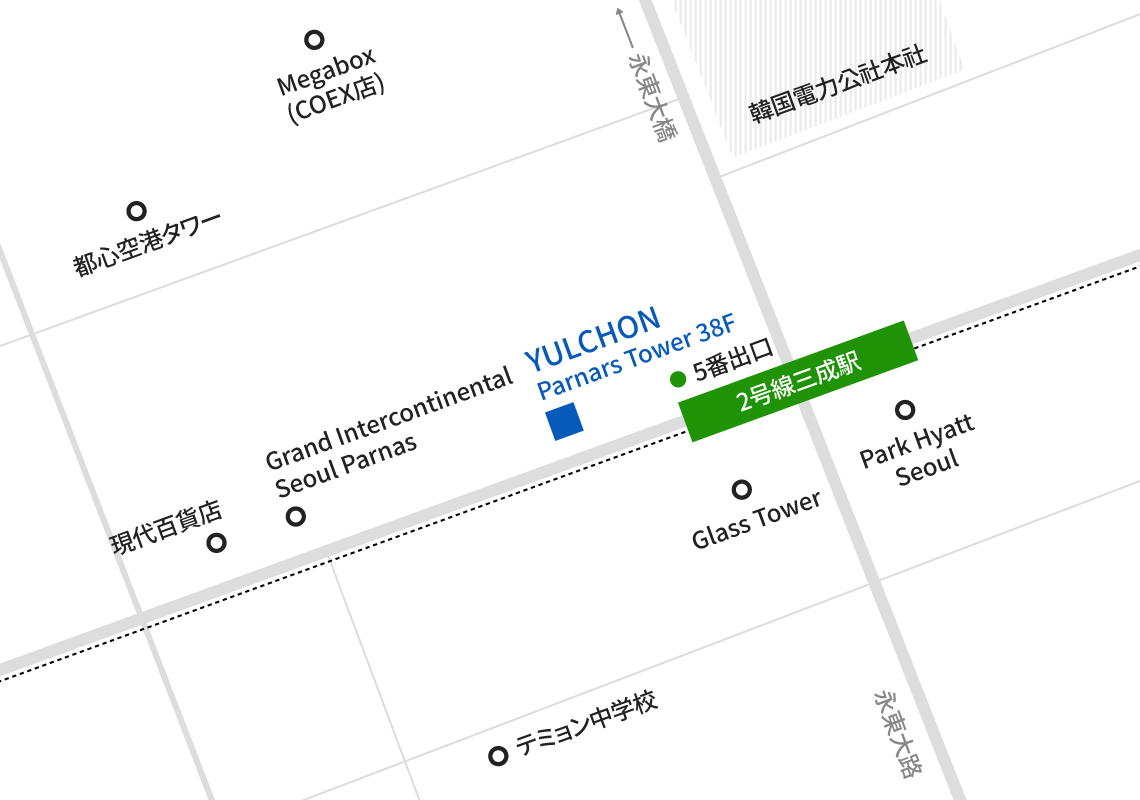 Megabox
(COEX店)
永東大橋
韓国電力公社本社
都心空港タワー
YULCHON
Parnars Tower 38F
5番出口
2号線三成駅
Grand Intercontinental
Seoul Parnas
Park Hyatt
Seoul
現代百貨店
Glass Tower
テミョン中学校
永東大路